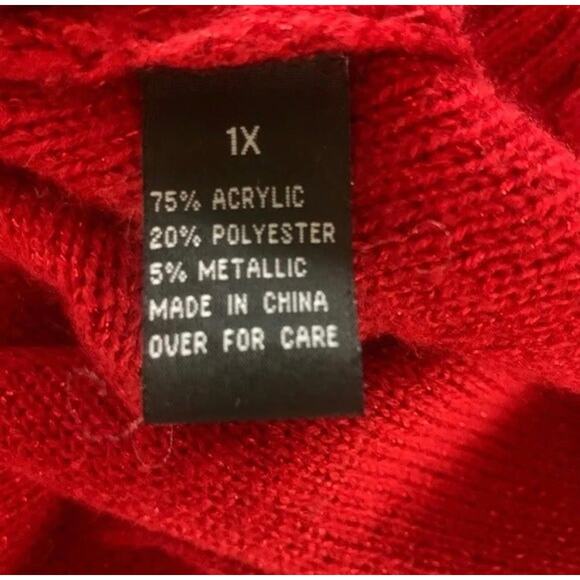 1X
75% ACRYLIC
20% POLYESTER
5% METALLIC
MADE IN CHINA
OVER FOR CARE